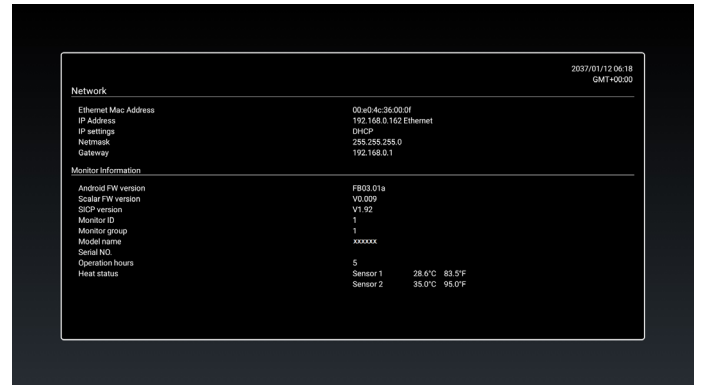 2037/01/12 06:18
GMT+00:00
Network
Ethernet Mac Address 00:e0:4c:36:00:0f
IP Address 192.168.0.162 Ethernet
IP settings DHCP
Netmask 255.255.255.0
Gateway 192.168.0.1
Monitor Information
Android FW version FB03.01a
Scalar FW version V0.009
SICP version V1.92
Monitor ID 1
Monitor group 1
Model name xxxxxx
Serial NO.
Operation hours 5
Heat status Sensor 1 28.6°C 83.5°F
Sensor 2 35.0°C 95.0°F